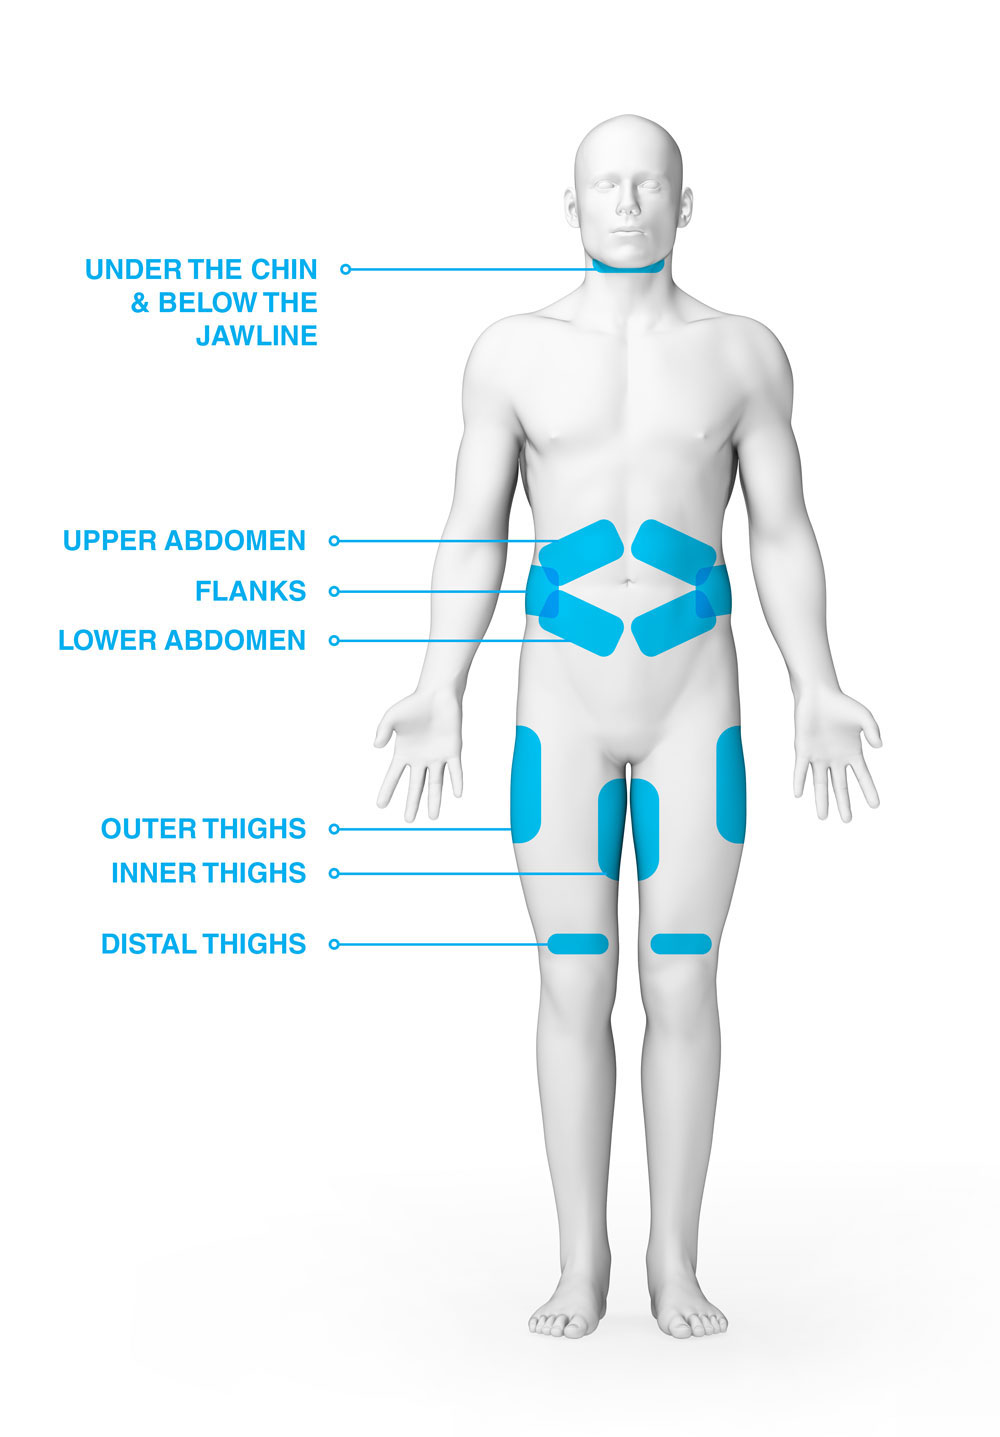 UNDER THE CHIN
& BELOW THE
JAWLINE
UPPER ABDOMEN
FLANKS
LOWER ABDOMEN
OUTER THIGHS
INNER THIGHS
DISTAL THIGHS